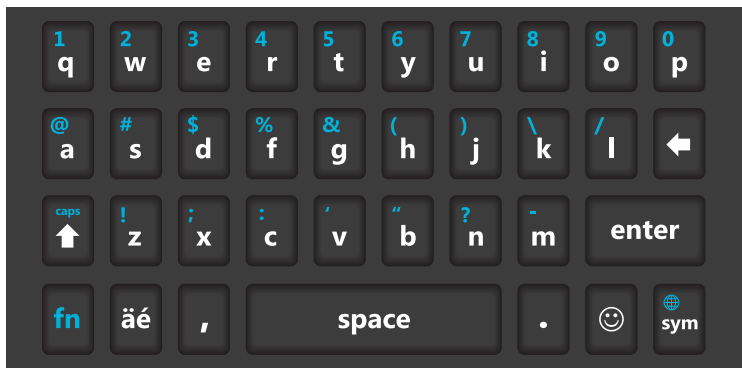 1 2 3 4 5 6 7 8 9 0
q w e r t y u i o p
@ # $ % & ( ) \ /
a s d f g h j k l
caps ! ; : ′ “ ? -
z x c v b n m enter
fn äé , space . sym